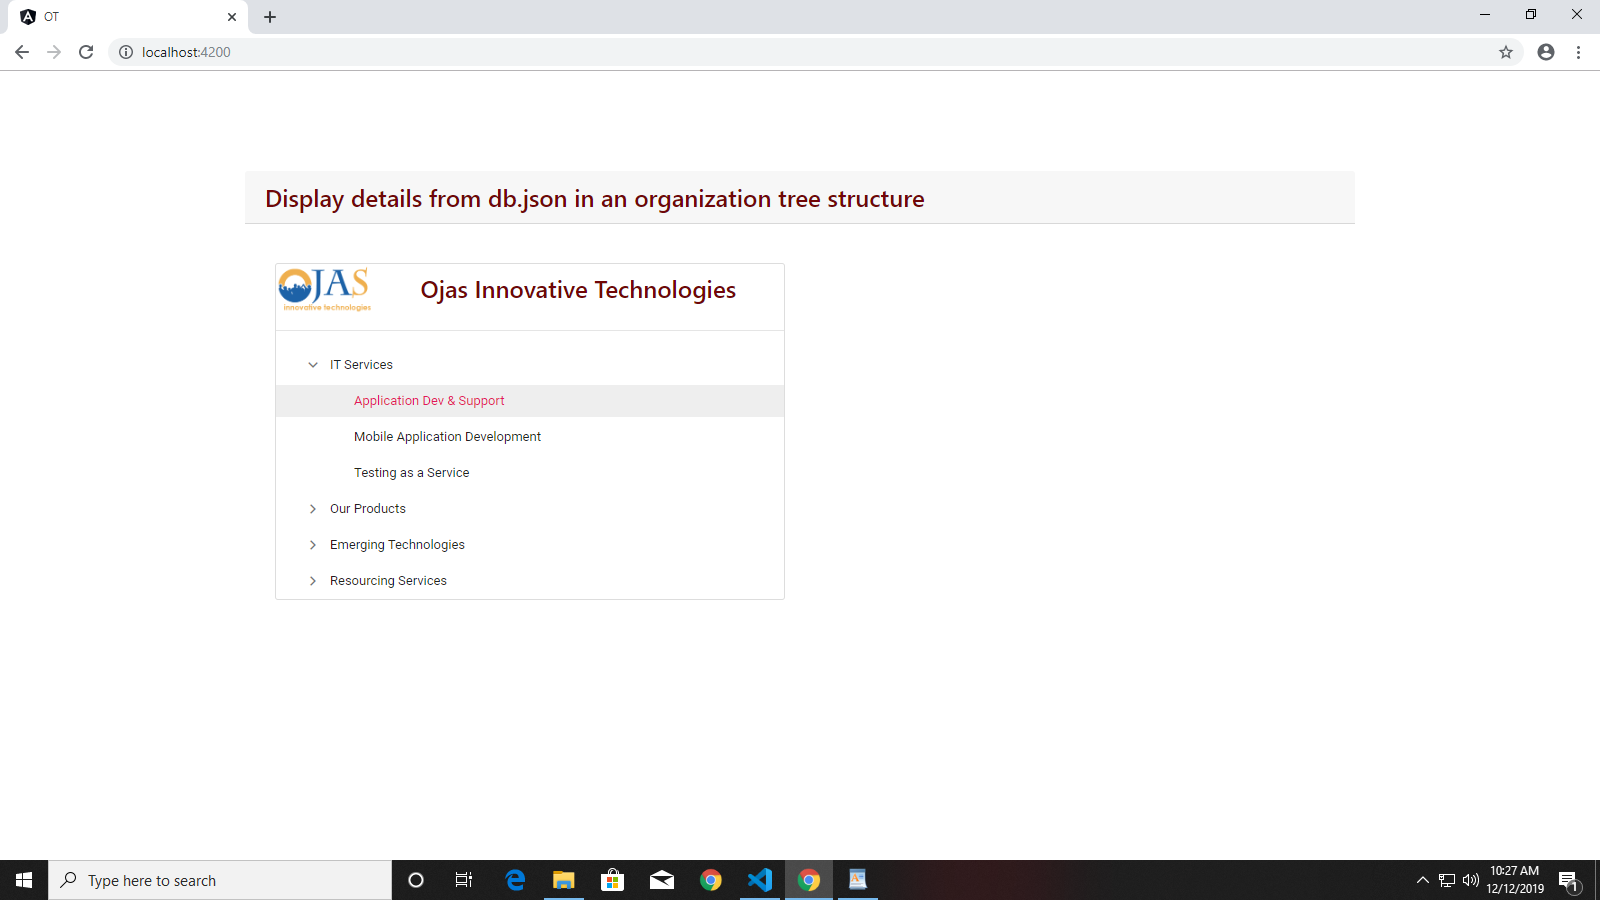 OT
localhost:4200
Display details from db.json in an organization tree structure
OJAS
innovative technologies
Ojas Innovative Technologies
IT Services
Application Dev & Support
Mobile Application Development
Testing as a Service
Our Products
Emerging Technologies
Resourcing Services
Type here to search
10:27 AM
12/12/2019
1